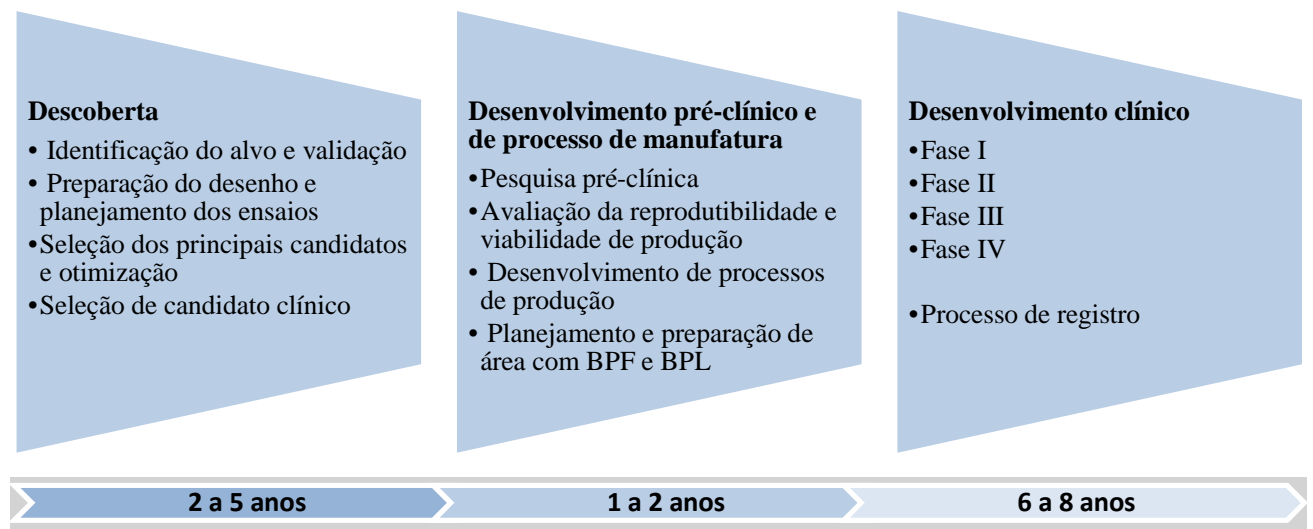 Descoberta
• Identificação do alvo e validação
• Preparação do desenho e
planejamento dos ensaios
•Seleção dos principais candidatos
e otimização
•Seleção de candidato clínico
Desenvolvimento pré-clínico e
de processo de manufatura
•Pesquisa pré-clínica
•Avaliação da reprodutibilidade e
viabilidade de produção
• Desenvolvimento de processos
de produção
• Planejamento e preparação de
área com BPF e BPL
Desenvolvimento clínico
•Fase I
•Fase II
•Fase III
•Fase IV
•Processo de registro
2 a 5 anos
1 a 2 anos
6 a 8 anos